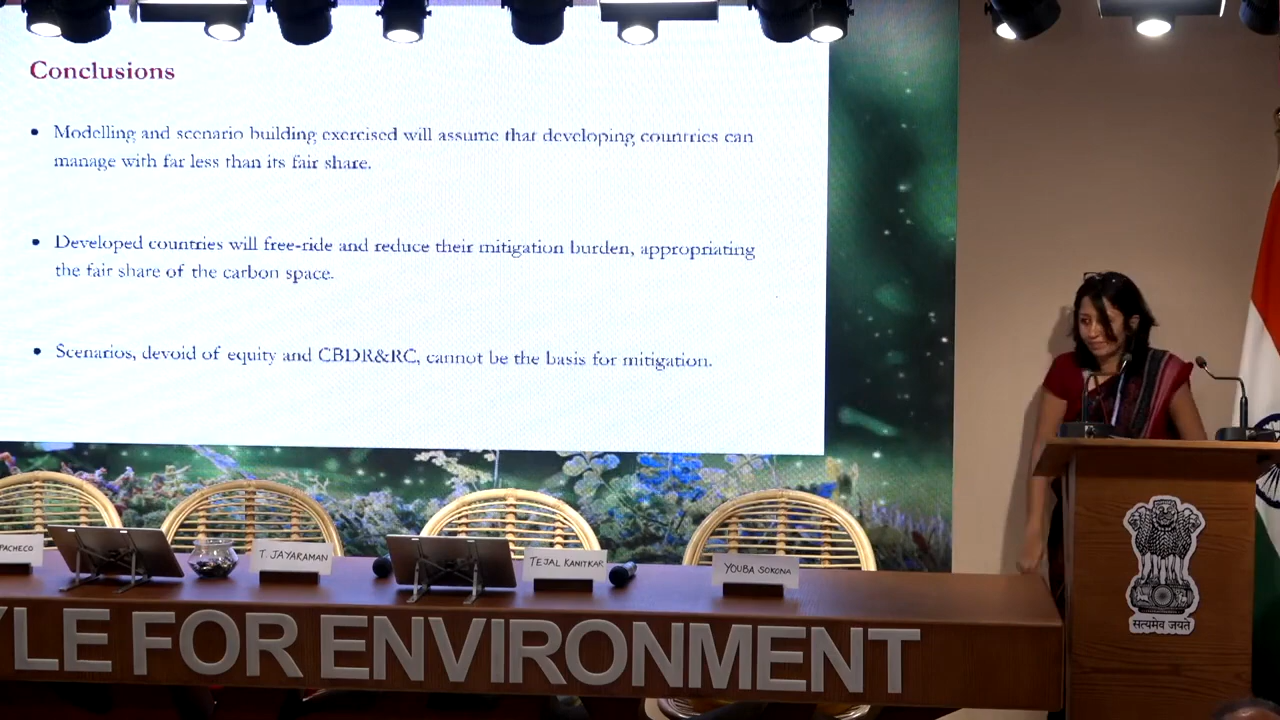 Conclusions
• Modelling and scenario building exercised will assume that developing countries can
manage with far less than its fair share.
• Developed countries will free-ride and reduce their mitigation burden, appropriating
the fair share of the carbon space.
• Scenarios, devoid of equity and CBDR&RC, cannot be the basis for mitigation.
PACHECO
T. JAYARAMAN
TEJAL KANITKAR
YOUBA SOKONA
YLE FOR ENVIRONMENT
सत्यमेव जयते